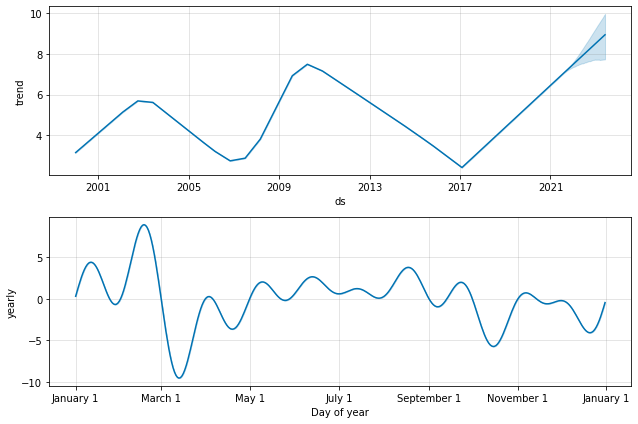 10
8
6
4
trend
2001 2005 2009 2013 2017 2021
ds
5
0
−5
−10
yearly
January 1 March 1 May 1 July 1 September 1 November 1 January 1
Day of year